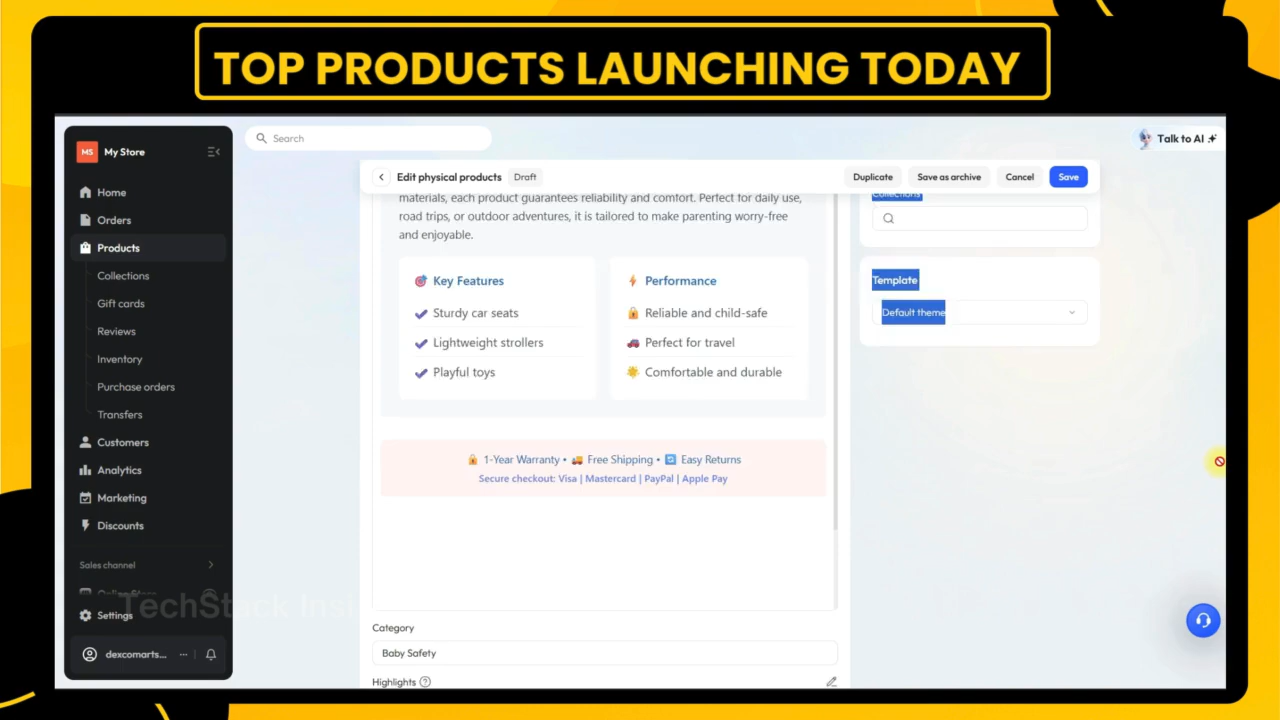 TOP PRODUCTS LAUNCHING TODAY
MS My Store
Search
Talk to AI
Home
Orders
Products
Collections
Gift cards
Reviews
Inventory
Purchase orders
Transfers
Customers
Analytics
Marketing
Discounts
Sales channel
Online Store
Settings
dexcomarts...
TechStack Insi
Edit physical products Draft
Duplicate Save as archive Cancel Save
materials, each product guarantees reliability and comfort. Perfect for daily use,
road trips, or outdoor adventures, it is tailored to make parenting worry-free
and enjoyable.
Key Features
Sturdy car seats
Lightweight strollers
Playful toys
Performance
Reliable and child-safe
Perfect for travel
Comfortable and durable
1-Year Warranty • Free Shipping • Easy Returns
Secure checkout: Visa | Mastercard | PayPal | Apple Pay
Category
Baby Safety
Highlights
Collections
Template
Default theme